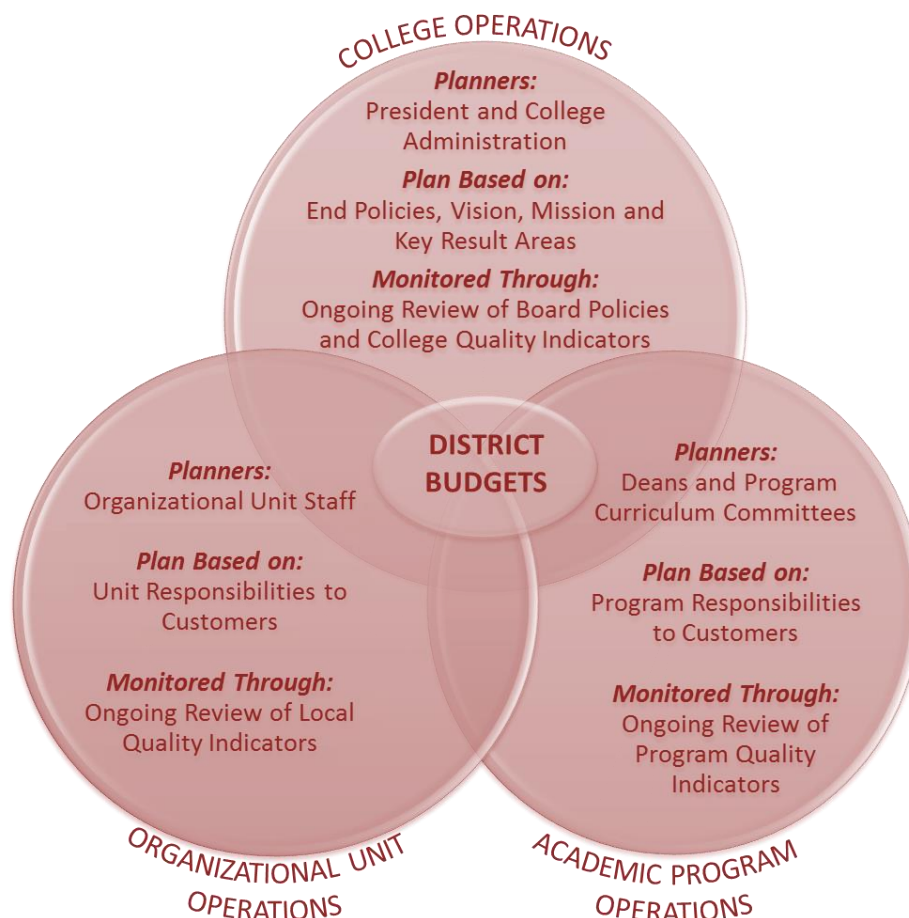 COLLEGE OPERATIONS
Planners:
President and College
Administration
Plan Based on:
End Policies, Vision, Mission and
Key Result Areas
Monitored Through:
Ongoing Review of Board Policies
and College Quality Indicators
DISTRICT
BUDGETS
Planners:
Organizational Unit Staff
Plan Based on:
Unit Responsibilities to
Customers
Monitored Through:
Ongoing Review of Local
Quality Indicators
ORGANIZATIONAL UNIT
OPERATIONS
Planners:
Deans and Program
Curriculum Committees
Plan Based on:
Program Responsibilities
to Customers
Monitored Through:
Ongoing Review of
Program Quality
Indicators
ACADEMIC PROGRAM
OPERATIONS